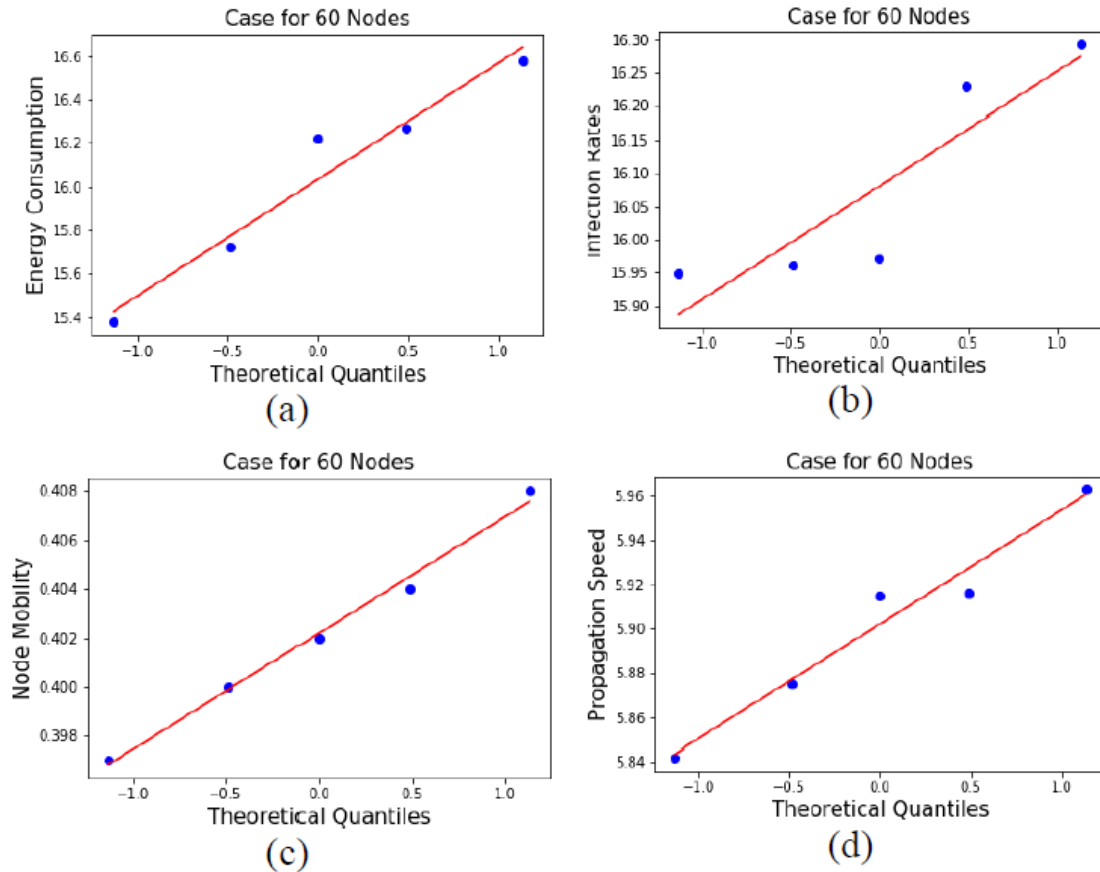 Case for 60 Nodes
16.6
16.4
16.2
16.0
15.8
15.6
15.4
Energy Consumption
−1.0 −0.5 0.0 0.5 1.0
Theoretical Quantiles
(a)
Case for 60 Nodes
16.30
16.25
16.20
16.15
16.10
16.05
16.00
15.95
15.90
Infection Rates
−1.0 −0.5 0.0 0.5 1.0
Theoretical Quantiles
(b)
Case for 60 Nodes
0.408
0.406
0.404
0.402
0.400
0.398
Node Mobility
−1.0 −0.5 0.0 0.5 1.0
Theoretical Quantiles
(c)
Case for 60 Nodes
5.96
5.94
5.92
5.90
5.88
5.86
5.84
Propagation Speed
−1.0 −0.5 0.0 0.5 1.0
Theoretical Quantiles
(d)